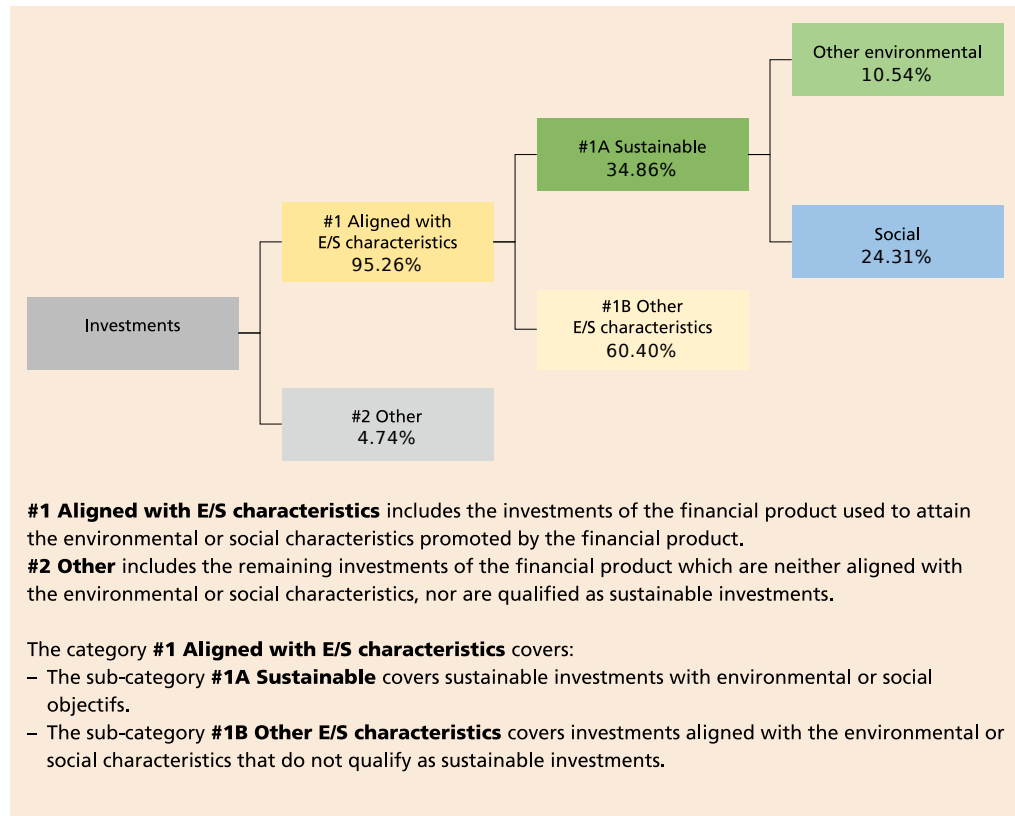 Other environmental
10.54%
#1A Sustainable
34.86%
#1 Aligned with
E/S characteristics
95.26%
Social
24.31%
Investments
#1B Other
E/S characteristics
60.40%
#2 Other
4.74%
#1 Aligned with E/S characteristics includes the investments of the financial product used to attain
the environmental or social characteristics promoted by the financial product.
#2 Other includes the remaining investments of the financial product which are neither aligned with
the environmental or social characteristics, nor are qualified as sustainable investments.
The category #1 Aligned with E/S characteristics covers:
– The sub-category #1A Sustainable covers sustainable investments with environmental or social
objectifs.
– The sub-category #1B Other E/S characteristics covers investments aligned with the environmental or
social characteristics that do not qualify as sustainable investments.